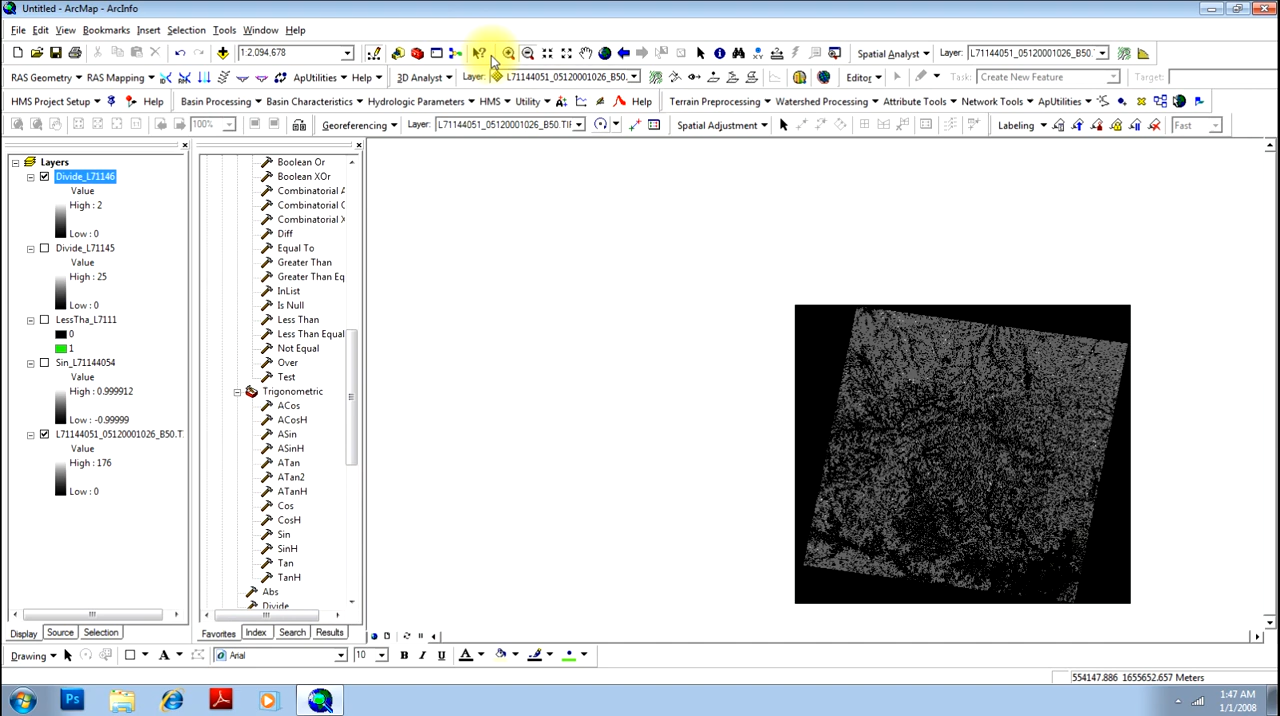 Untitled - ArcMap - ArcInfo
File Edit View Bookmarks Insert Selection Tools Window Help
1:2,094,678 Spatial Analyst Layer: L71144051_05120001026_B50.TIF
RAS Geometry RAS Mapping ApUtilities Help 3D Analyst Layer: L71144051_05120001026_B50. Editor Task: Create New Feature Target:
HMS Project Setup Help Basin Processing Basin Characteristics Hydrologic Parameters HMS Utility Help Terrain Preprocessing Watershed Processing Attribute Tools Network Tools ApUtilities
100% Georeferencing Layer: L71144051_05120001026_B50.TIF Spatial Adjustment Labeling Fast
Layers
Divide_L71146
Value
High : 2
Low : 0
Divide_L71145
Value
High : 25
Low : 0
LessTha_L7111
0
1
Sin_L71144054
Value
High : 0.999912
Low : -0.99999
L71144051_05120001026_B50.T
Value
High : 176
Low : 0
Display Source Selection
Boolean Or
Boolean XOr
Combinatorial A
Combinatorial O
Combinatorial X
Diff
Equal To
Greater Than
Greater Than Eq
InList
Is Null
Less Than
Less Than Equal
Not Equal
Over
Test
Trigonometric
ACos
ACosH
ASin
ASinH
ATan
ATan2
ATanH
Cos
CosH
Sin
SinH
Tan
TanH
Abs
Divide
Favorites Index Search Results
Drawing A Arial 10 B I U A
554147.886 1655652.657 Meters
Ps
1:47 AM
1/1/2008